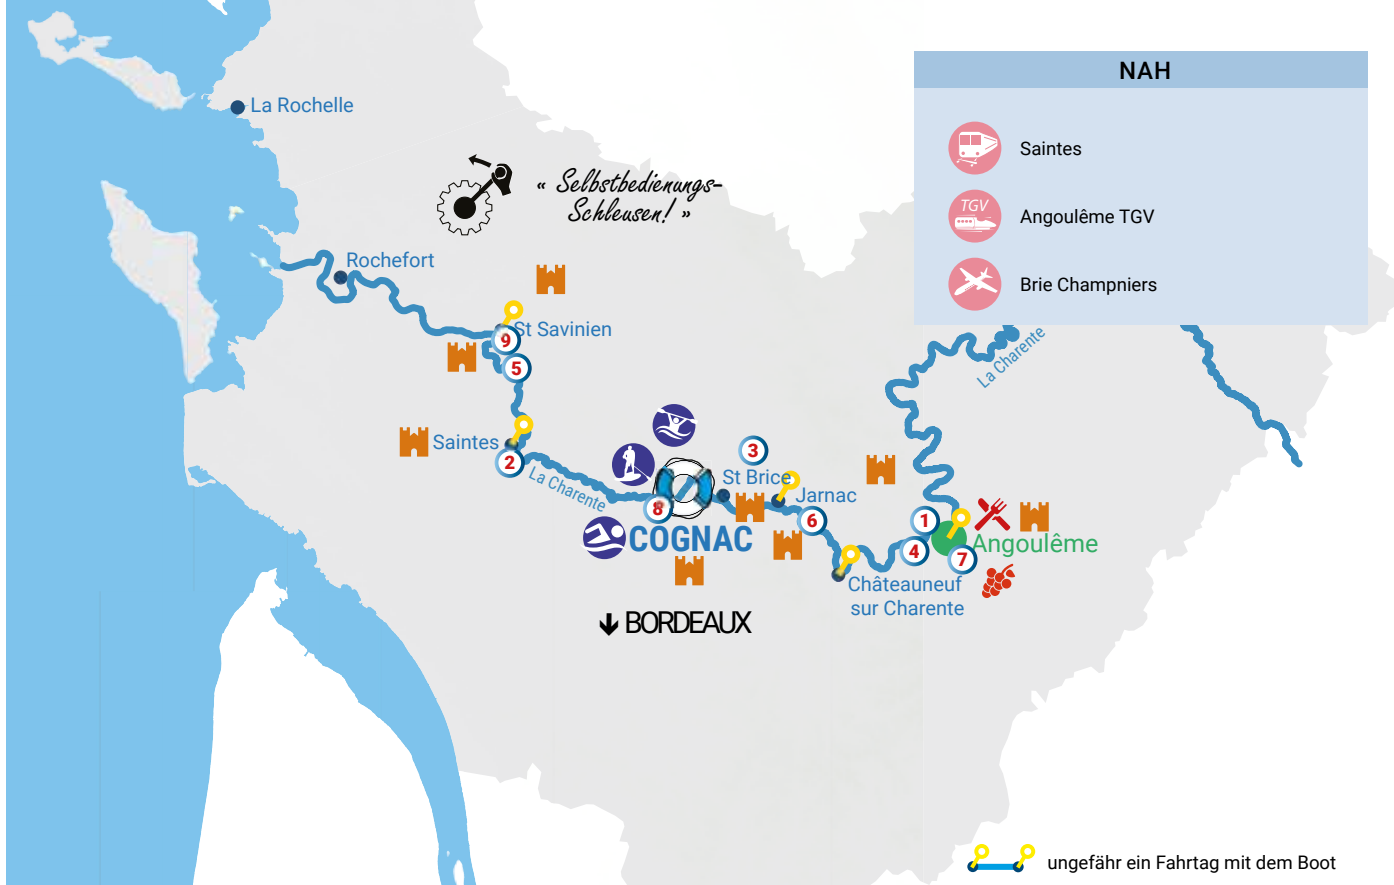 NAH
La Rochelle
Saintes
« Selbstbedienungs-
Schleusen! »
TGV
Angoulême TGV
Rochefort
Brie Champniers
St Savinien
9
La Charente
5
Saintes
2
La Charente
3
St Brice
Jarnac
8
6
1
COGNAC
4
Angoulême
7
Châteauneuf
sur Charente
BORDEAUX
ungefähr ein Fahrtag mit dem Boot